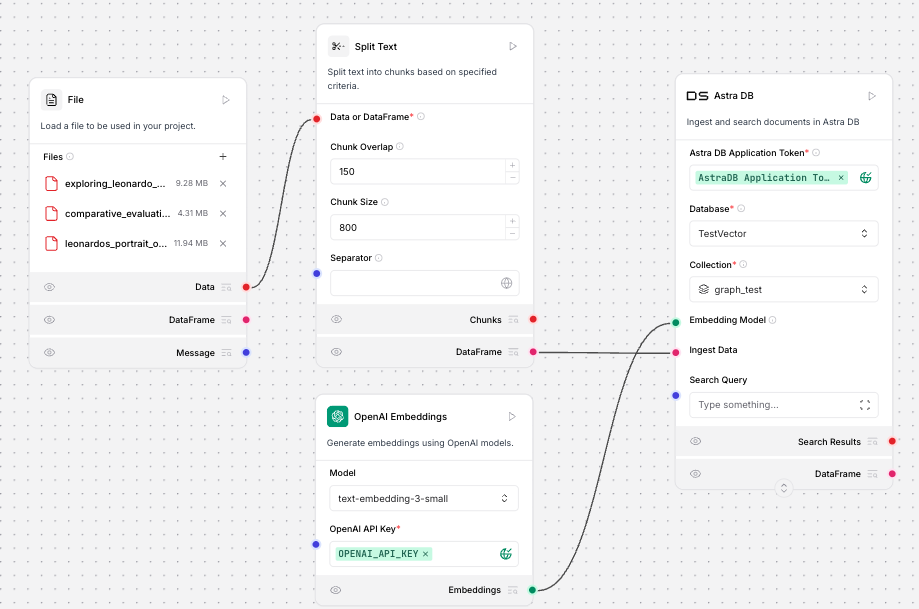 File
Load a file to be used in your project.
Files
exploring_leonardo_... 9.28 MB
comparative_evaluati... 4.31 MB
leonardos_portrait_o... 11.94 MB
Data
DataFrame
Message
Split Text
Split text into chunks based on specified
criteria.
Data or DataFrame*
Chunk Overlap
150
Chunk Size
800
Separator
Chunks
DataFrame
OpenAI Embeddings
Generate embeddings using OpenAI models.
Model
text-embedding-3-small
OpenAI API Key*
OPENAI_API_KEY
Embeddings
DS Astra DB
Ingest and search documents in Astra DB
Astra DB Application Token*
AstraDB Application To...
Database*
TestVector
Collection*
graph_test
Embedding Model
Ingest Data
Search Query
Type something...
Search Results
DataFrame